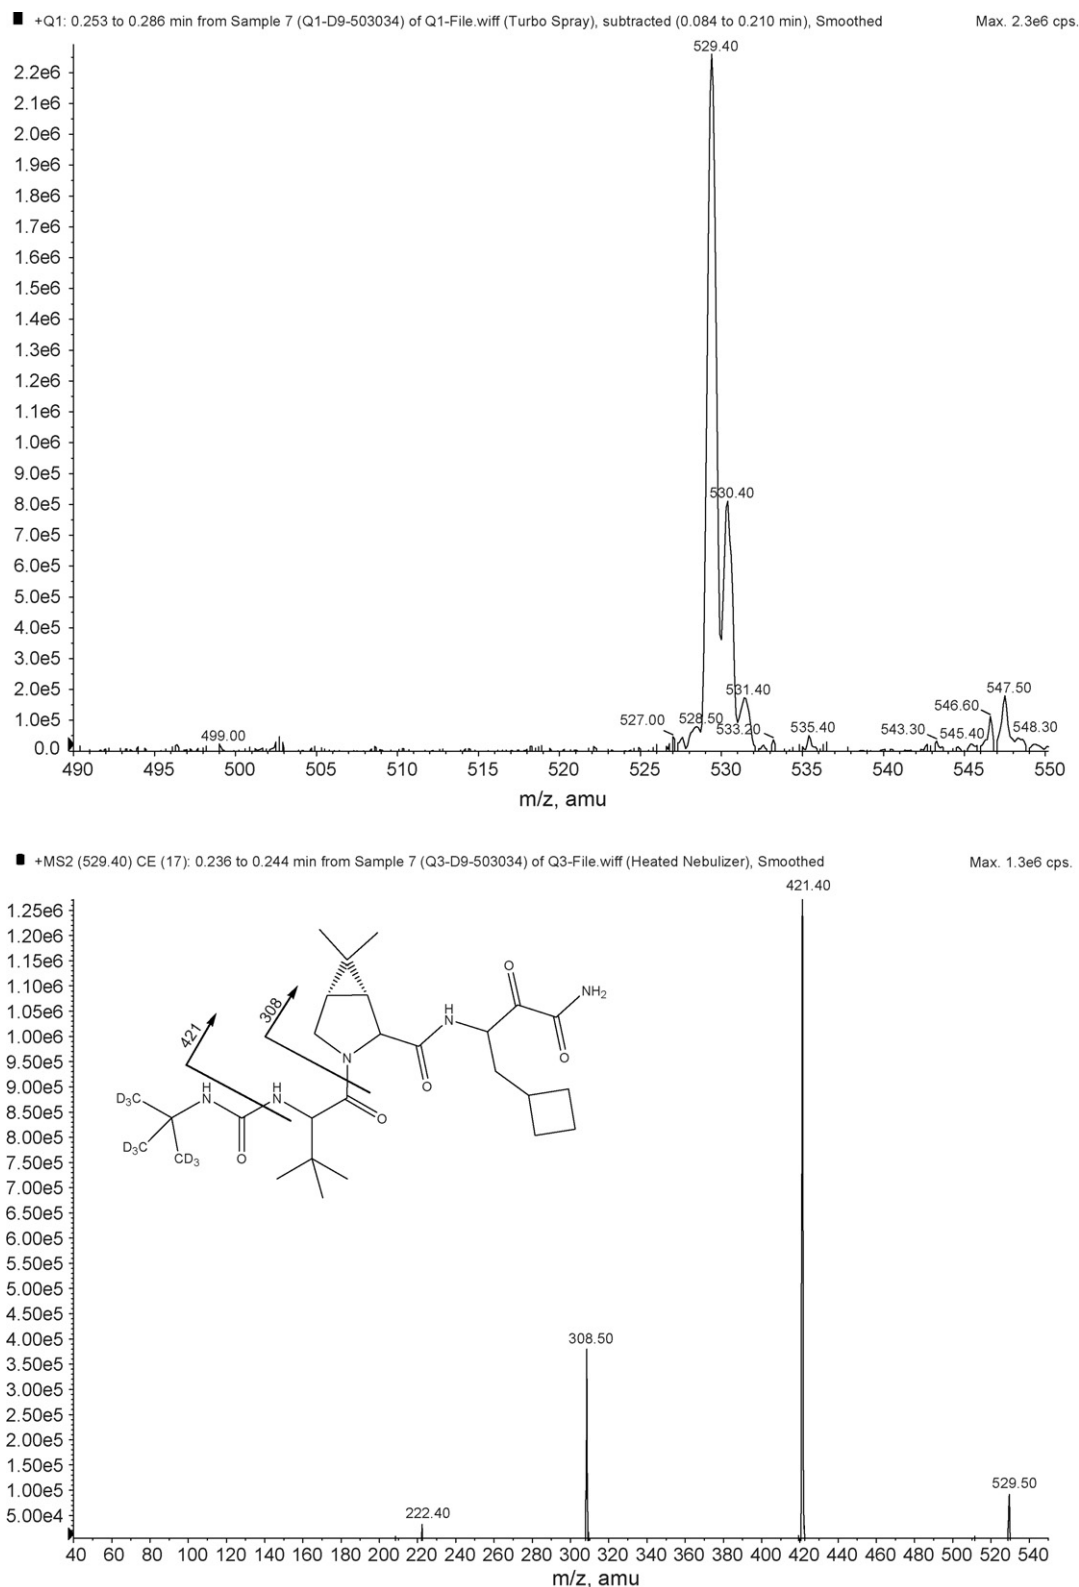 +Q1: 0.253 to 0.286 min from Sample 7 (Q1-D9-503034) of Q1-File.wiff (Turbo Spray), subtracted (0.084 to 0.210 min), Smoothed Max. 2.3e6 cps.
529.40
2.2e6
2.1e6
2.0e6
1.9e6
1.8e6
1.7e6
1.6e6
1.5e6
1.4e6
1.3e6
1.2e6
1.1e6
1.0e6
9.0e5
8.0e5
7.0e5
6.0e5
5.0e5
4.0e5
3.0e5
2.0e5
1.0e5
0.0
530.40
531.40
547.50
546.60
527.00 528.50 533.20 535.40 543.30 545.40 548.30
499.00
490 495 500 505 510 515 520 525 530 535 540 545 550
m/z, amu
+MS2 (529.40) CE (17): 0.236 to 0.244 min from Sample 7 (Q3-D9-503034) of Q3-File.wiff (Heated Nebulizer), Smoothed Max. 1.3e6 cps.
421.40
1.25e6
1.20e6
1.15e6
1.10e6
1.05e6
1.00e6
9.50e5
9.00e5
8.50e5
8.00e5
7.50e5
7.00e5
6.50e5
6.00e5
5.50e5
5.00e5
4.50e5
4.00e5
3.50e5
3.00e5
2.50e5
2.00e5
1.50e5
1.00e5
5.00e4
O
NH2
308
H
N
421
O
N
O
H
N
H
N
D3C
O
O
D3C
CD3
308.50
529.50
222.40
40 60 80 100 120 140 160 180 200 220 240 260 280 300 320 340 360 380 400 420 440 460 480 500 520 540
m/z, amu